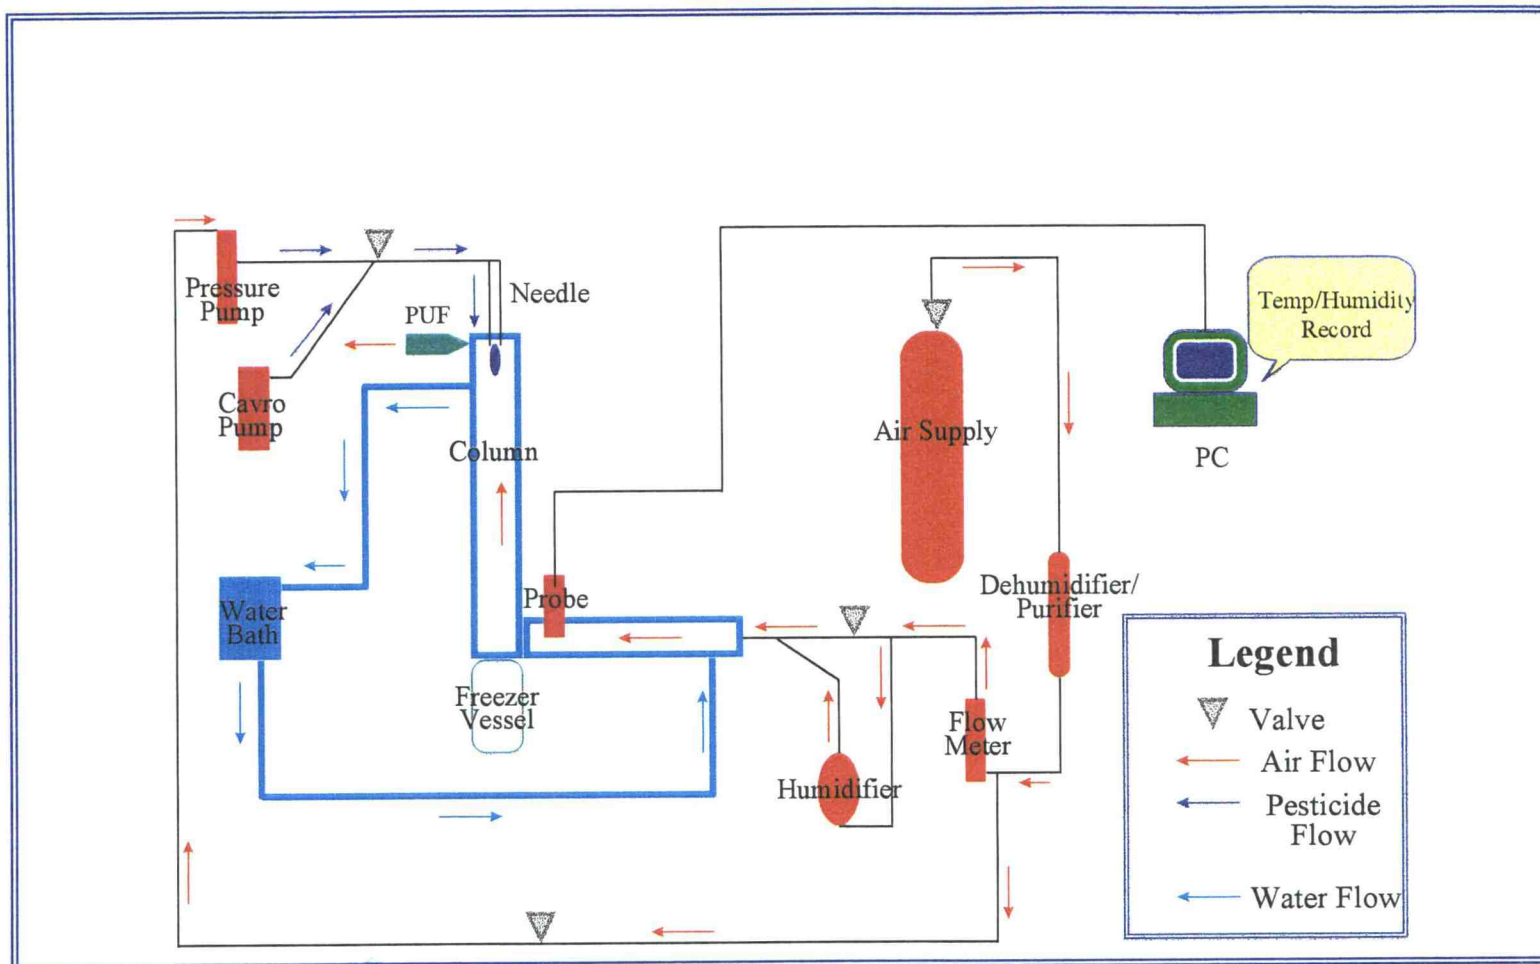 Pressure
Pump
Needle
PUF
Temp/Humidity
Record
Cavro
Pump
Column
Air Supply
PC
Water
Bath
Probe
Dehumidifier/
Purifier
Freezer
Vessel
Flow
Meter
Humidifier
Legend
Valve
Air Flow
Pesticide
Flow
Water Flow